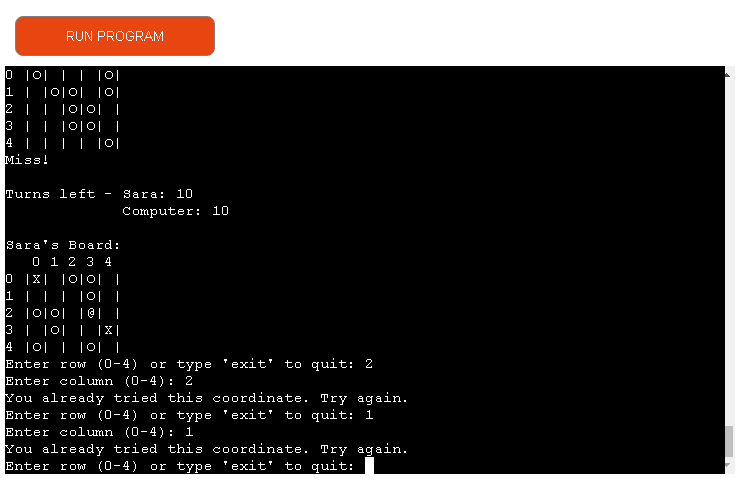 RUN PROGRAM
0 |O| | | |O|
1 | |O|O| |O|
2 | | |O|O| |
3 | | |O|O| |
4 | | | | |O|
Miss!
Turns left - Sara: 10
             Computer: 10
Sara's Board:
   0 1 2 3 4
0 |X| |O|O| |
1 | | | |O| |
2 |O|O| |@| |
3 | |O| | |X|
4 |O| | |O| |
Enter row (0-4) or type 'exit' to quit: 2
Enter column (0-4): 2
You already tried this coordinate. Try again.
Enter row (0-4) or type 'exit' to quit: 1
Enter column (0-4): 1
You already tried this coordinate. Try again.
Enter row (0-4) or type 'exit' to quit: